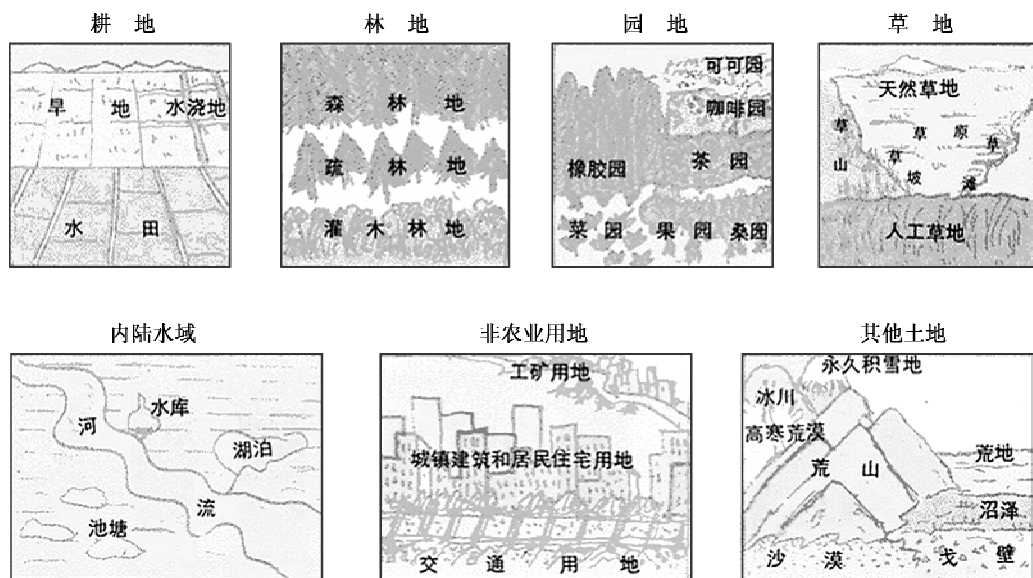 耕 地
林 地
园 地
草 地
旱 地 水浇地
水 田
森 林 地
疏 林 地
灌 木 林 地
可可园
咖啡园
橡胶园
茶 园
菜 园 果 园 桑园
天然草地
草山
草原
草坡
草滩
人工草地
内陆水域
非农业用地
其他土地
河流
水库
湖泊
池塘
工矿用地
城镇建筑和居民住宅用地
交 通 用 地
永久积雪地
冰川
高寒荒漠
荒 山
荒地
沼泽
沙 漠 戈 壁